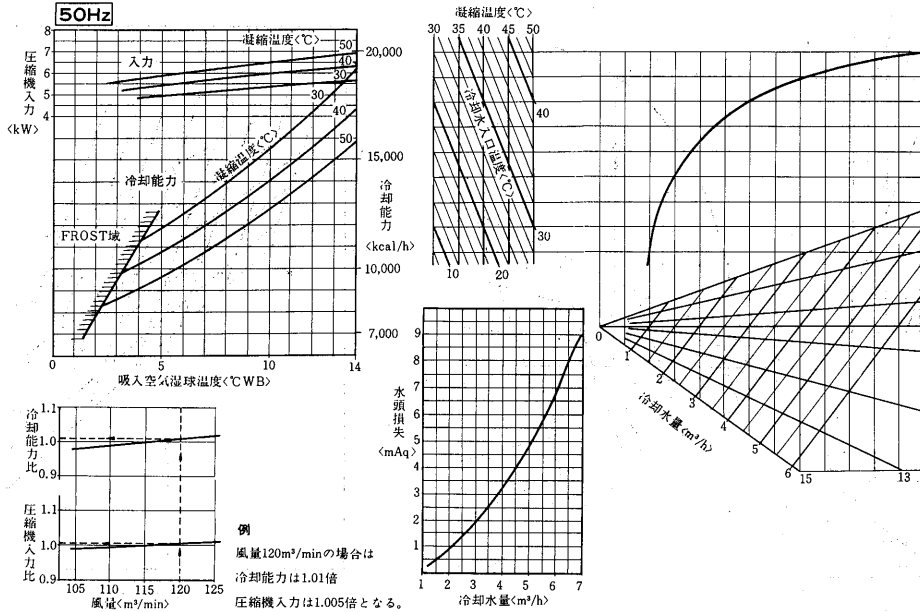 50Hz
凝縮温度〈℃〉
入力
50
40
30
8
7
6
5
4
圧縮機入力
〈kW〉
20,000
15,000
10,000
7,000
冷却能力
〈kcal/h〉
30
40
50
凝縮温度〈℃〉
冷却能力
FROST域
0
5
10
14
吸入空気湿球温度〈℃WB〉
凝縮温度〈℃〉
30 35 40 45 50
冷却水入口温度〈℃〉
40
30
10
20
0
1
2
3
4
5
6
15
13
冷却水量〈m³/h〉
水頭損失
〈mAq〉
9
8
7
6
5
4
3
2
1
1 2 3 4 5 6 7
冷却水量〈m³/h〉
冷却能力比
1.1
1.0
0.9
圧縮機入力比
1.1
1.0
0.9
105 110 115 120 125
風量〈m³/min〉
例
風量120m³/minの場合は
冷却能力は1.01倍
圧縮機入力は1.005倍となる。